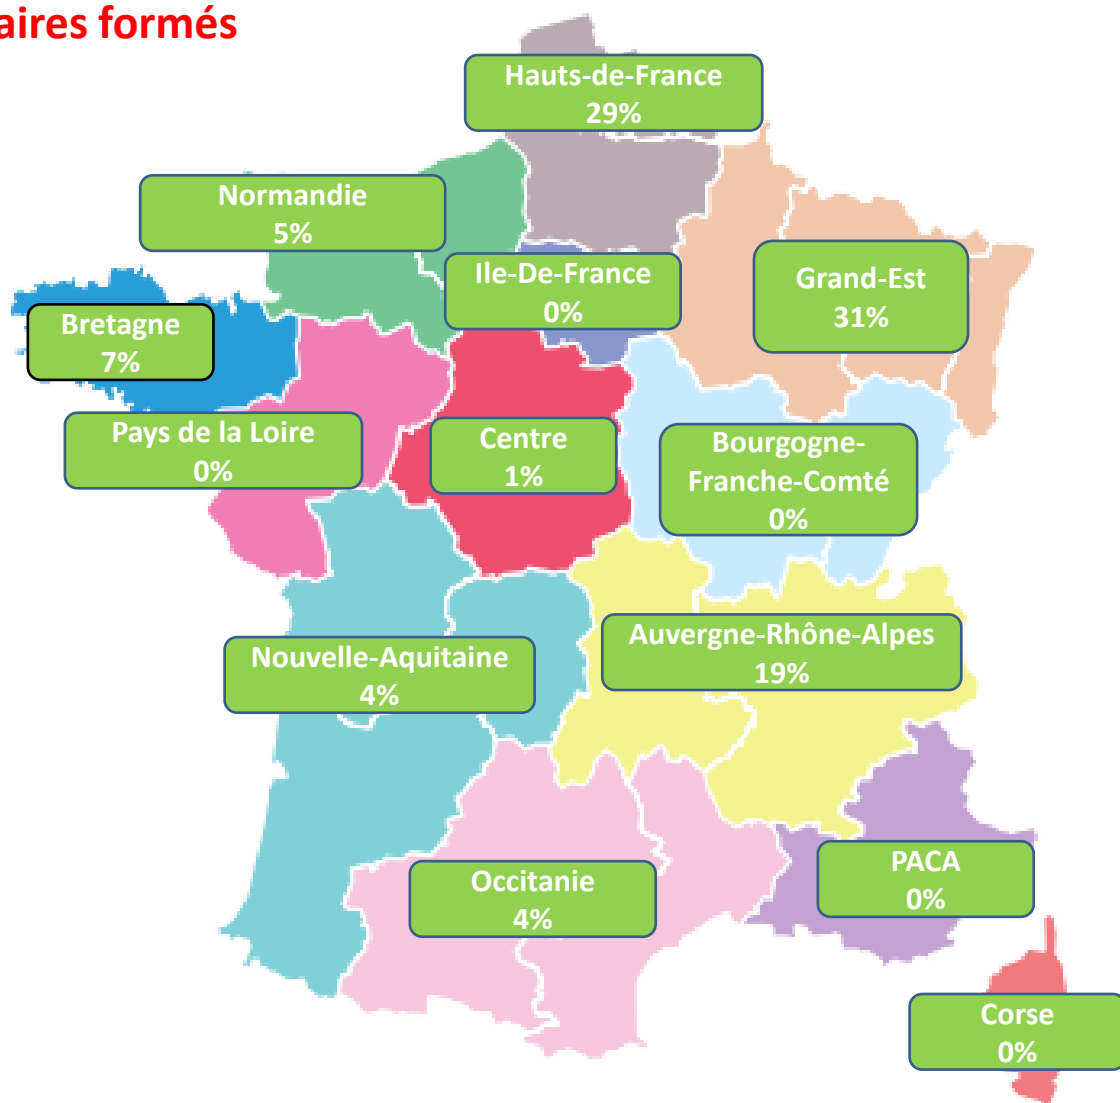 aires formés
Hauts-de-France
29%
Normandie
5%
Ile-De-France
0%
Grand-Est
31%
Bretagne
7%
Pays de la Loire
0%
Centre
1%
Bourgogne-
Franche-Comté
0%
Nouvelle-Aquitaine
4%
Auvergne-Rhône-Alpes
19%
Occitanie
4%
PACA
0%
Corse
0%